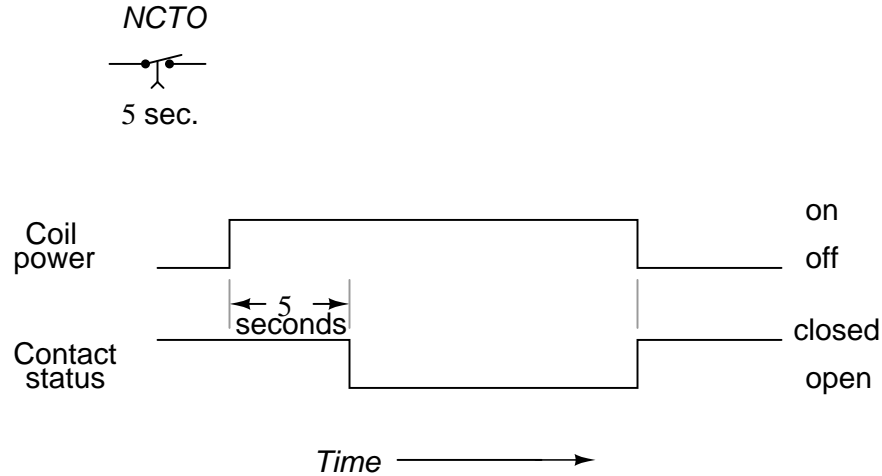 NCTO
5 sec.
on
Coil
power
off
5
seconds
closed
Contact
status
open
Time